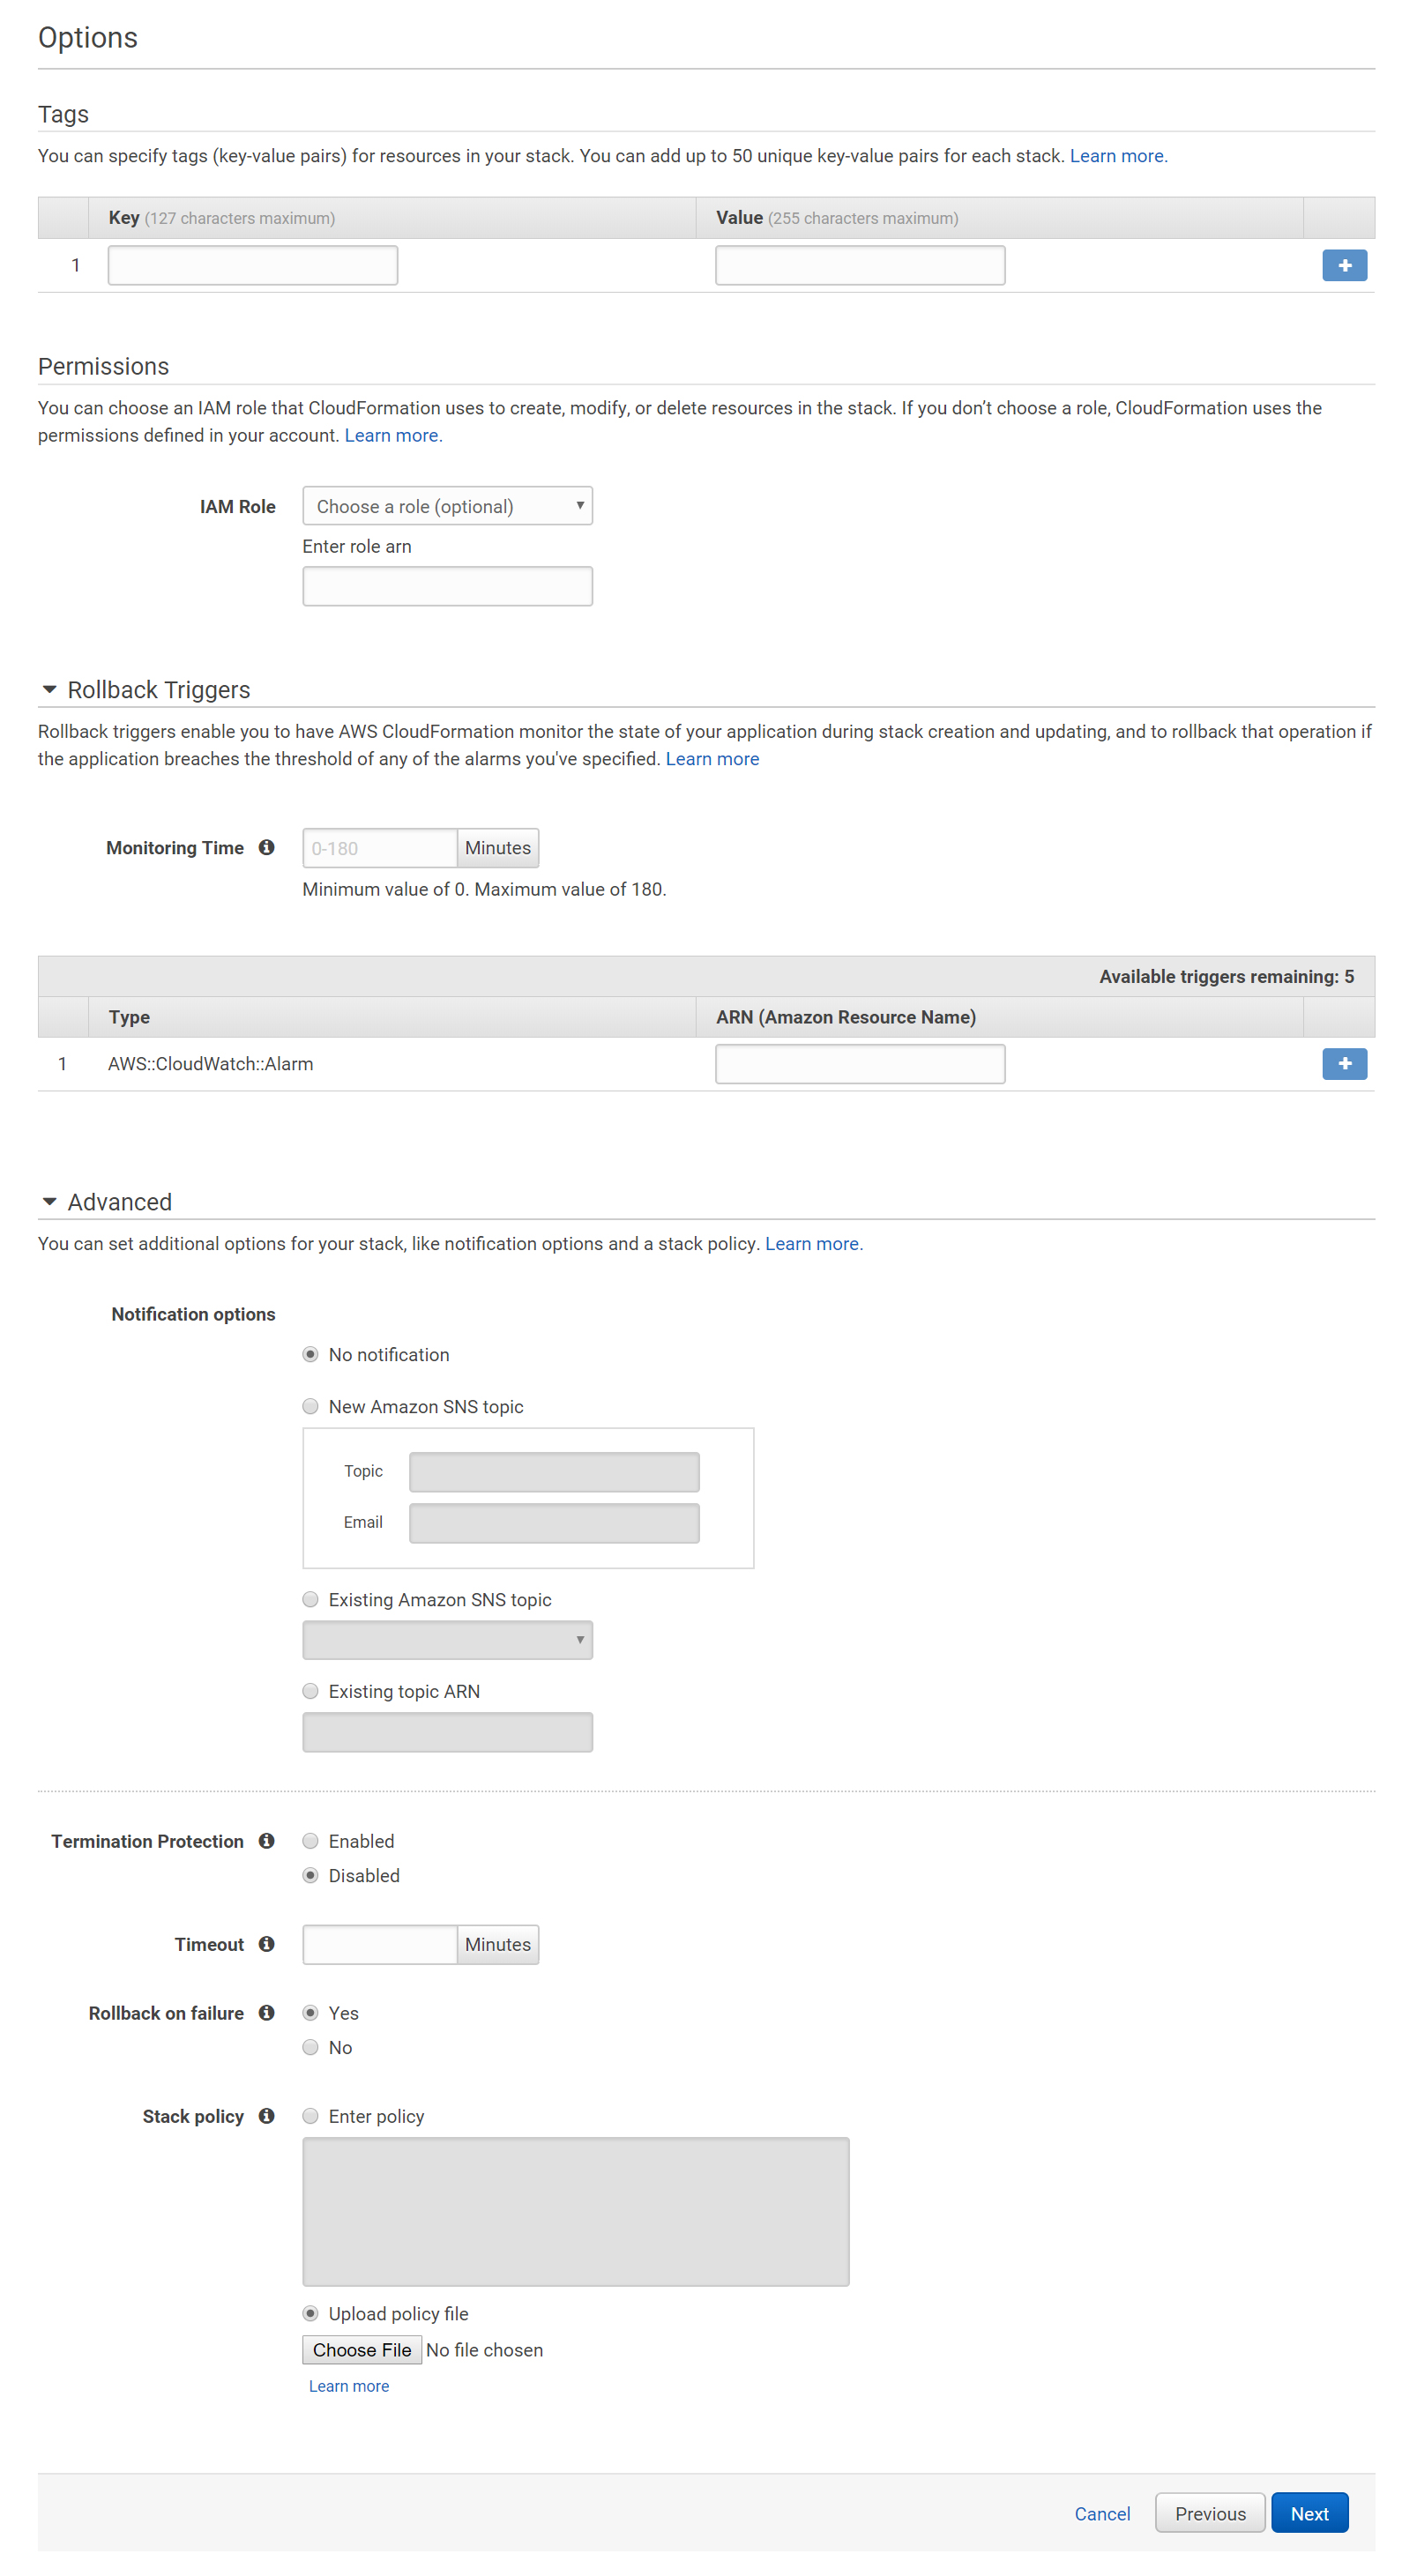 Options
Tags
You can specify tags (key-value pairs) for resources in your stack. You can add up to 50 unique key-value pairs for each stack. Learn more.
Key (127 characters maximum) Value (255 characters maximum)
1
Permissions
You can choose an IAM role that CloudFormation uses to create, modify, or delete resources in the stack. If you don’t choose a role, CloudFormation uses the
permissions defined in your account. Learn more.
IAM Role Choose a role (optional)
Enter role arn
Rollback Triggers
Rollback triggers enable you to have AWS CloudFormation monitor the state of your application during stack creation and updating, and to rollback that operation if
the application breaches the threshold of any of the alarms you've specified. Learn more
Monitoring Time 0-180 Minutes
Minimum value of 0. Maximum value of 180.
Available triggers remaining: 5
Type ARN (Amazon Resource Name)
1 AWS::CloudWatch::Alarm
Advanced
You can set additional options for your stack, like notification options and a stack policy. Learn more.
Notification options
No notification
New Amazon SNS topic
Topic
Email
Existing Amazon SNS topic
Existing topic ARN
Termination Protection Enabled
Disabled
Timeout Minutes
Rollback on failure Yes
No
Stack policy Enter policy
Upload policy file
Choose File No file chosen
Learn more
Cancel Previous Next